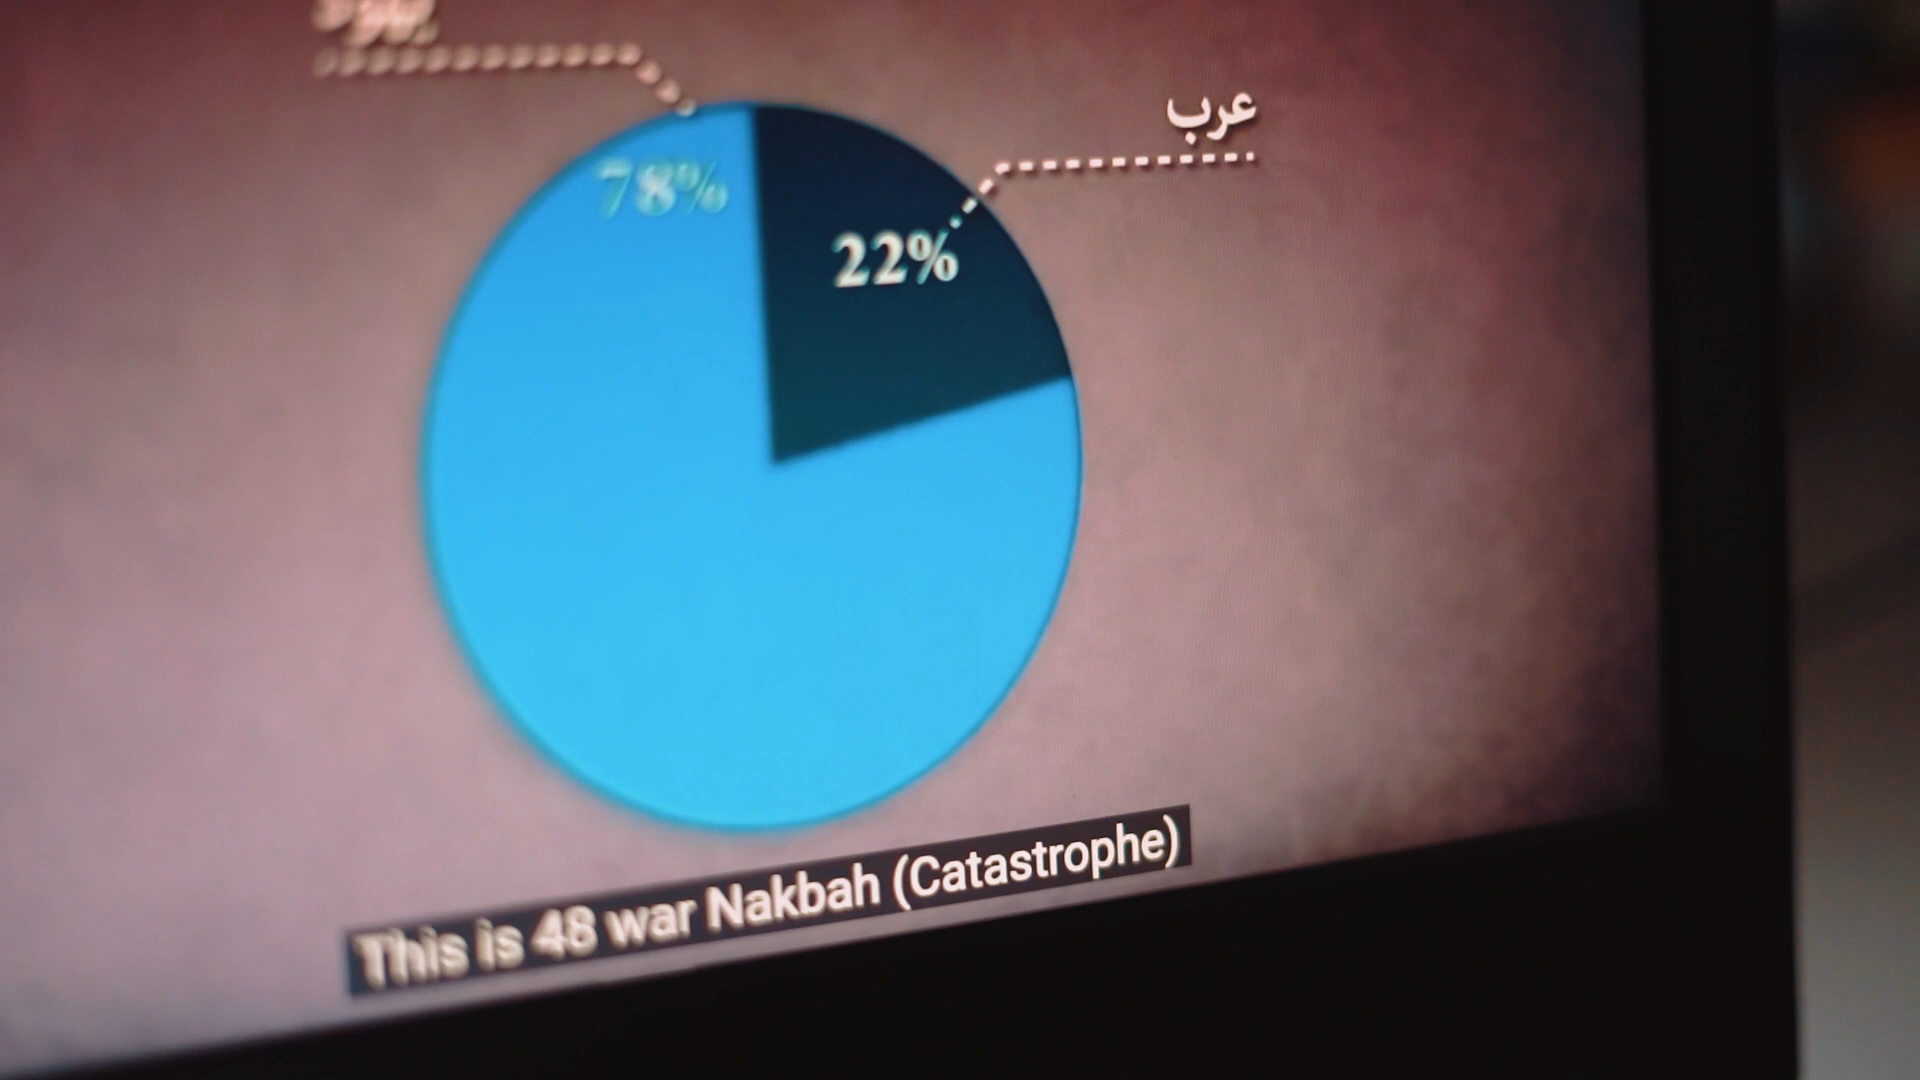 عرب
78%
22%
This is 48 war Nakbah (Catastrophe)